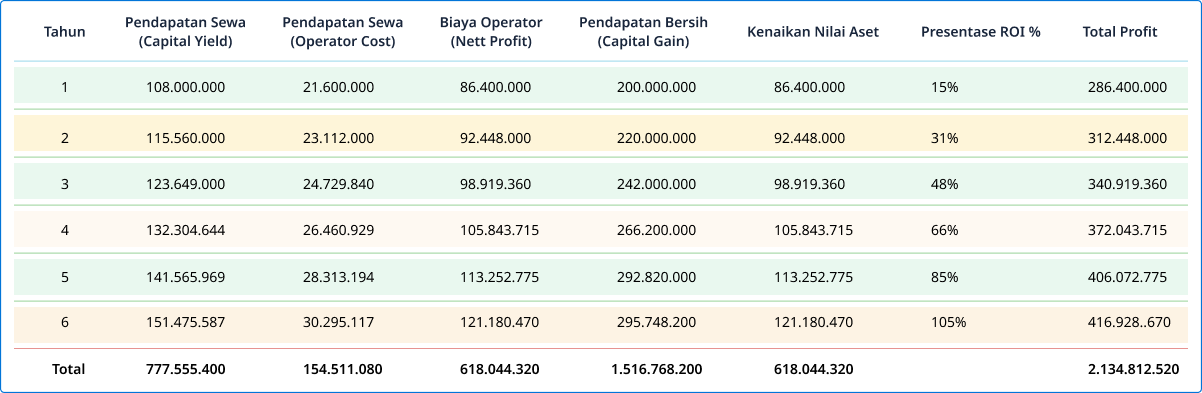 Tahun Pendapatan Sewa (Capital Yield) Pendapatan Sewa (Operator Cost) Biaya Operator (Nett Profit) Pendapatan Bersih (Capital Gain) Kenaikan Nilai Aset Presentase ROI % Total Profit
1 108.000.000 21.600.000 86.400.000 200.000.000 86.400.000 15% 286.400.000
2 115.560.000 23.112.000 92.448.000 220.000.000 92.448.000 31% 312.448.000
3 123.649.000 24.729.840 98.919.360 242.000.000 98.919.360 48% 340.919.360
4 132.304.644 26.460.929 105.843.715 266.200.000 105.843.715 66% 372.043.715
5 141.565.969 28.313.194 113.252.775 292.820.000 113.252.775 85% 406.072.775
6 151.475.587 30.295.117 121.180.470 295.748.200 121.180.470 105% 416.928..670
Total 777.555.400 154.511.080 618.044.320 1.516.768.200 618.044.320 2.134.812.520